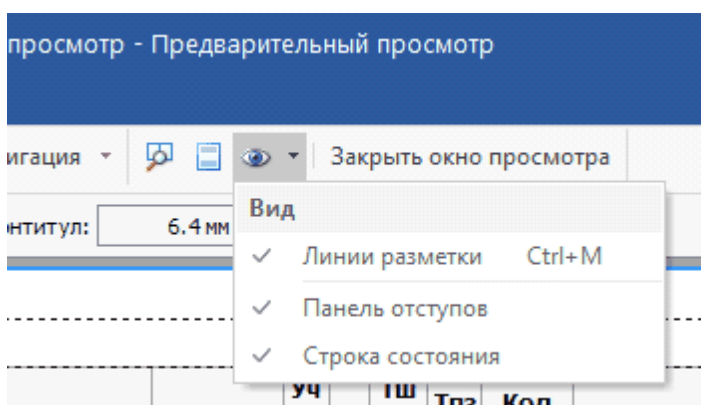 просмотр - Предварительный просмотр
игация
Закрыть окно просмотра
нтитул: 6.4 мм
Вид
Линии разметки Ctrl+M
Панель отступов
Строка состояния
Уч ТШ Тпз Кол